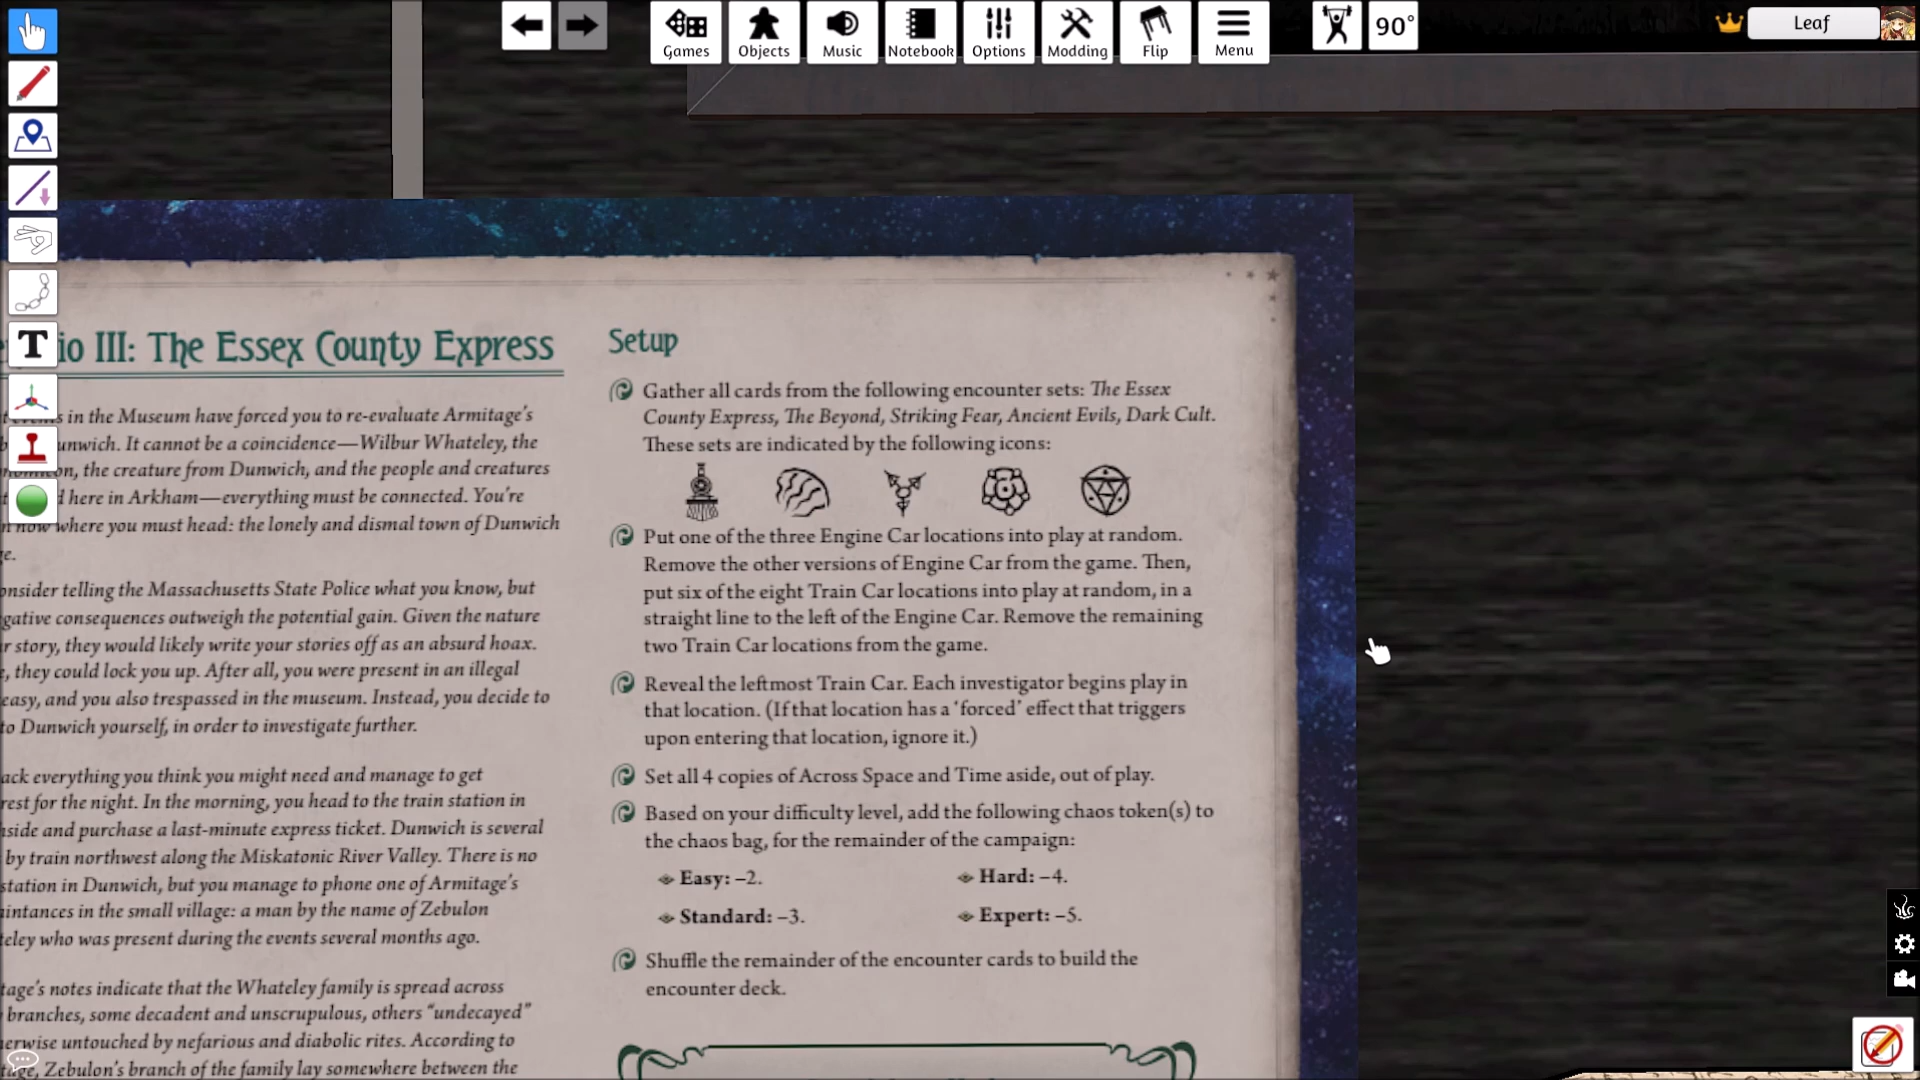 Games
Objects
Music
Notebook
Options
Modding
Flip
Menu
90°
Leaf
T
io III: The Essex County Express
in the Museum have forced you to re-evaluate Armitage's
unwich. It cannot be a coincidence—Wilbur Whateley, the
on, the creature from Dunwich, and the people and creatures
d here in Arkham—everything must be connected. You're
now where you must head: the lonely and dismal town of Dunwich
ge.
onsider telling the Massachusetts State Police what you know, but
gative consequences outweigh the potential gain. Given the nature
r story, they would likely write your stories off as an absurd hoax.
e, they could lock you up. After all, you were present in an illegal
easy, and you also trespassed in the museum. Instead, you decide to
to Dunwich yourself, in order to investigate further.
ack everything you think you might need and manage to get
rest for the night. In the morning, you head to the train station in
side and purchase a last-minute express ticket. Dunwich is several
by train northwest along the Miskatonic River Valley. There is no
station in Dunwich, but you manage to phone one of Armitage's
aintances in the small village: a man by the name of Zebulon
teley who was present during the events several months ago.
tage's notes indicate that the Whateley family is spread across
branches, some decadent and unscrupulous, others “undecayed”
erwise untouched by nefarious and diabolic rites. According to
tage, Zebulon's branch of the family lay somewhere between the
Setup
Gather all cards from the following encounter sets: The Essex
County Express, The Beyond, Striking Fear, Ancient Evils, Dark Cult.
These sets are indicated by the following icons:
Put one of the three Engine Car locations into play at random.
Remove the other versions of Engine Car from the game. Then,
put six of the eight Train Car locations into play at random, in a
straight line to the left of the Engine Car. Remove the remaining
two Train Car locations from the game.
Reveal the leftmost Train Car. Each investigator begins play in
that location. (If that location has a ‘forced’ effect that triggers
upon entering that location, ignore it.)
Set all 4 copies of Across Space and Time aside, out of play.
Based on your difficulty level, add the following chaos token(s) to
the chaos bag, for the remainder of the campaign:
Easy: –2.
Hard: –4.
Standard: –3.
Expert: –5.
Shuffle the remainder of the encounter cards to build the
encounter deck.